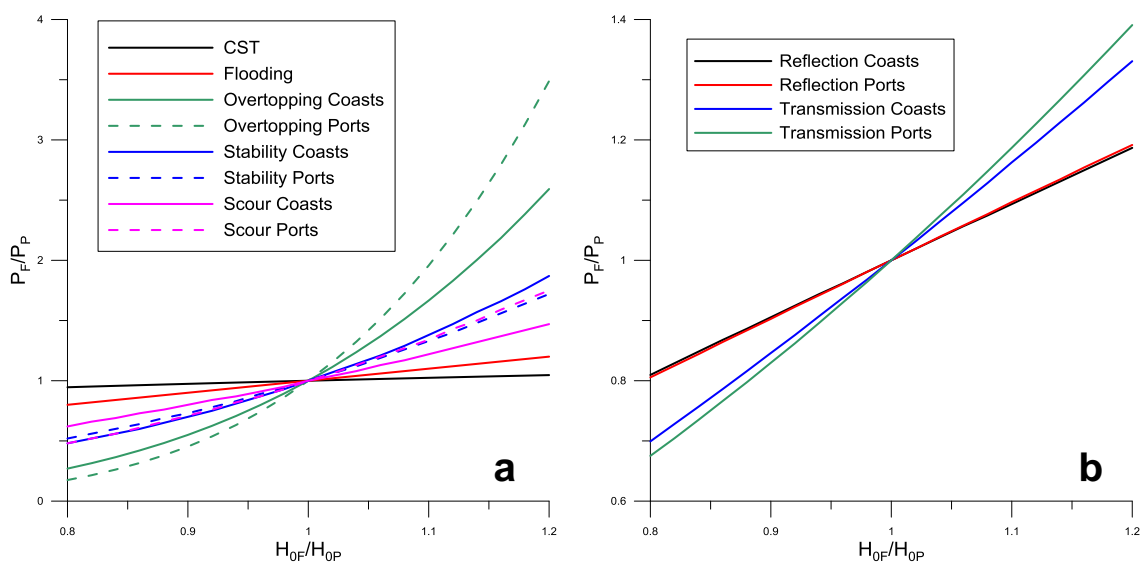 4
3
2
1
0
P_F/P_P
CST
Flooding
Overtopping Coasts
Overtopping Ports
Stability Coasts
Stability Ports
Scour Coasts
Scour Ports
a
0.8 0.9 1 1.1 1.2
H_0F/H_0P
1.4
1.2
1
0.8
0.6
P_F/P_P
Reflection Coasts
Reflection Ports
Transmission Coasts
Transmission Ports
b
0.8 0.9 1 1.1 1.2
H_0F/H_0P